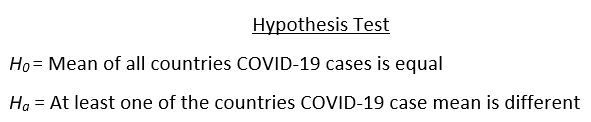 Hypothesis Test
H₀ = Mean of all countries COVID-19 cases is equal
Hₐ = At least one of the countries COVID-19 case mean is different